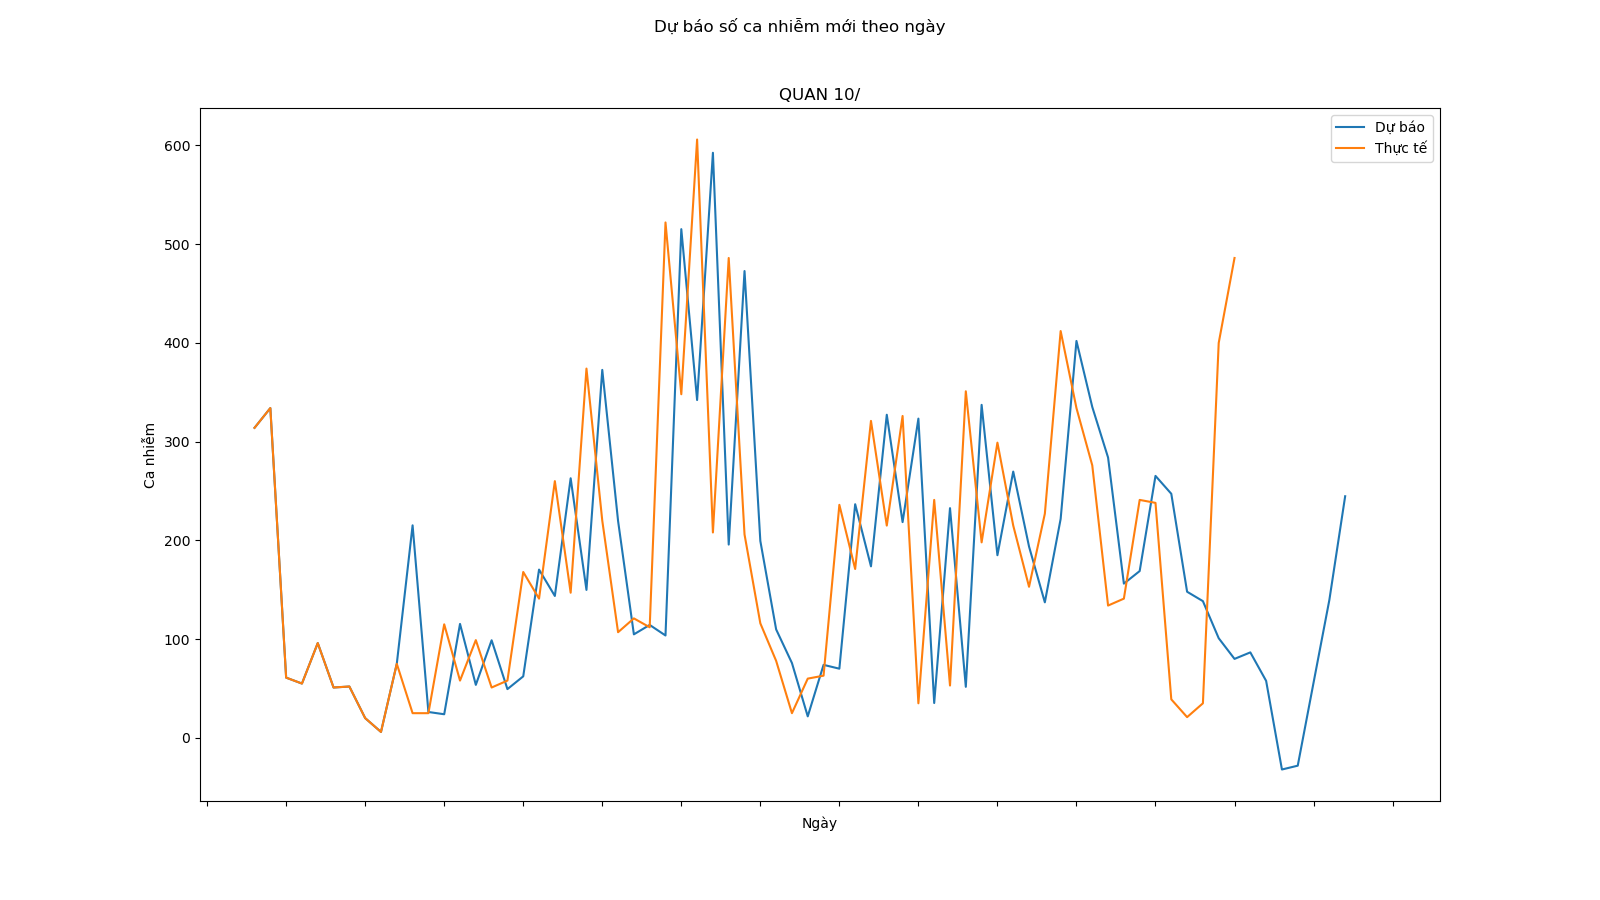 Dự báo số ca nhiễm mới theo ngày
QUAN 10/
Dự báo
Thực tế
600
500
400
300
200
100
0
Ca nhiễm
Ngày